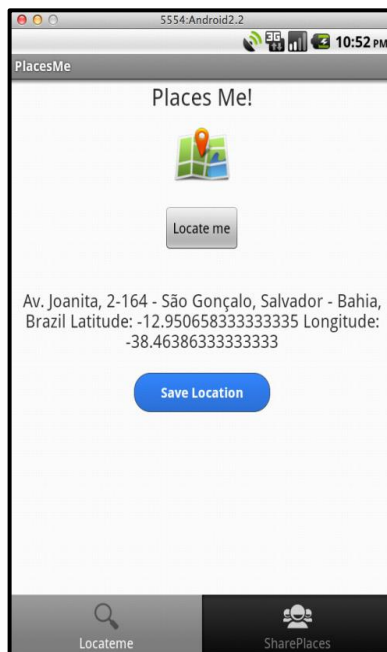 5554:Android2.2
3G 10:52 PM
PlacesMe
Places Me!
Locate me
Av. Joanita, 2-164 - São Gonçalo, Salvador - Bahia,
Brazil Latitude: -12.950658333333335 Longitude:
-38.46386333333333
Save Location
Locateme SharePlaces